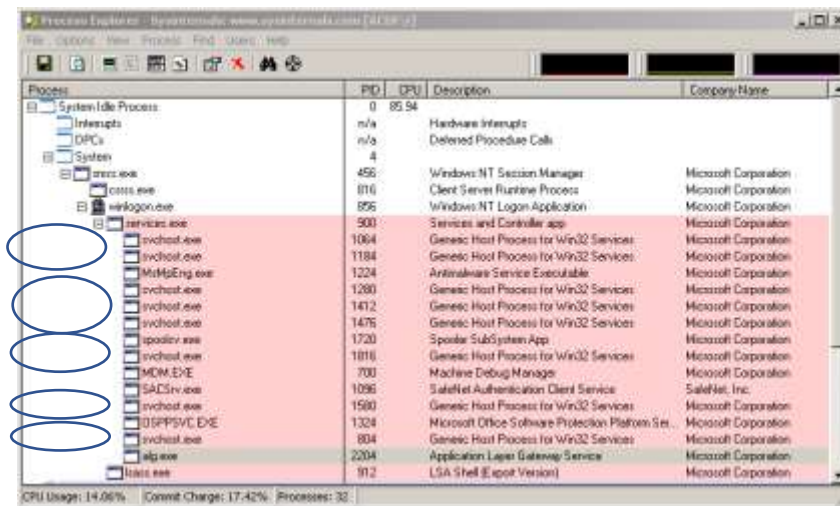 Process Explorer - Sysinternals: www.sysinternals.com
File Options View Process Find Users Help
Process PID CPU Description Company Name
System Idle Process 0 85.94
Interrupts n/a Hardware Interrupts
DPCs n/a Deferred Procedure Calls
System 4
smss.exe 456 Windows NT Session Manager Microsoft Corporation
csrss.exe 816 Client Server Runtime Process Microsoft Corporation
winlogon.exe 856 Windows NT Logon Application Microsoft Corporation
services.exe 900 Services and Controller app Microsoft Corporation
svchost.exe 1064 Generic Host Process for Win32 Services Microsoft Corporation
svchost.exe 1184 Generic Host Process for Win32 Services Microsoft Corporation
MsMpEng.exe 1224 Antimalware Service Executable Microsoft Corporation
svchost.exe 1280 Generic Host Process for Win32 Services Microsoft Corporation
svchost.exe 1412 Generic Host Process for Win32 Services Microsoft Corporation
svchost.exe 1476 Generic Host Process for Win32 Services Microsoft Corporation
spoolsv.exe 1720 Spooler SubSystem App Microsoft Corporation
svchost.exe 1816 Generic Host Process for Win32 Services Microsoft Corporation
MDM.EXE 700 Machine Debug Manager Microsoft Corporation
SACSrv.exe 1096 SafeNet Authentication Client Service SafeNet, Inc.
svchost.exe 1580 Generic Host Process for Win32 Services Microsoft Corporation
OSPPSVC.EXE 1324 Microsoft Office Software Protection Platform Ser... Microsoft Corporation
svchost.exe 804 Generic Host Process for Win32 Services Microsoft Corporation
alg.exe 2204 Application Layer Gateway Service Microsoft Corporation
lsass.exe 912 LSA Shell (Export Version) Microsoft Corporation
CPU Usage: 14.06% Commit Charge: 17.42% Processes: 32